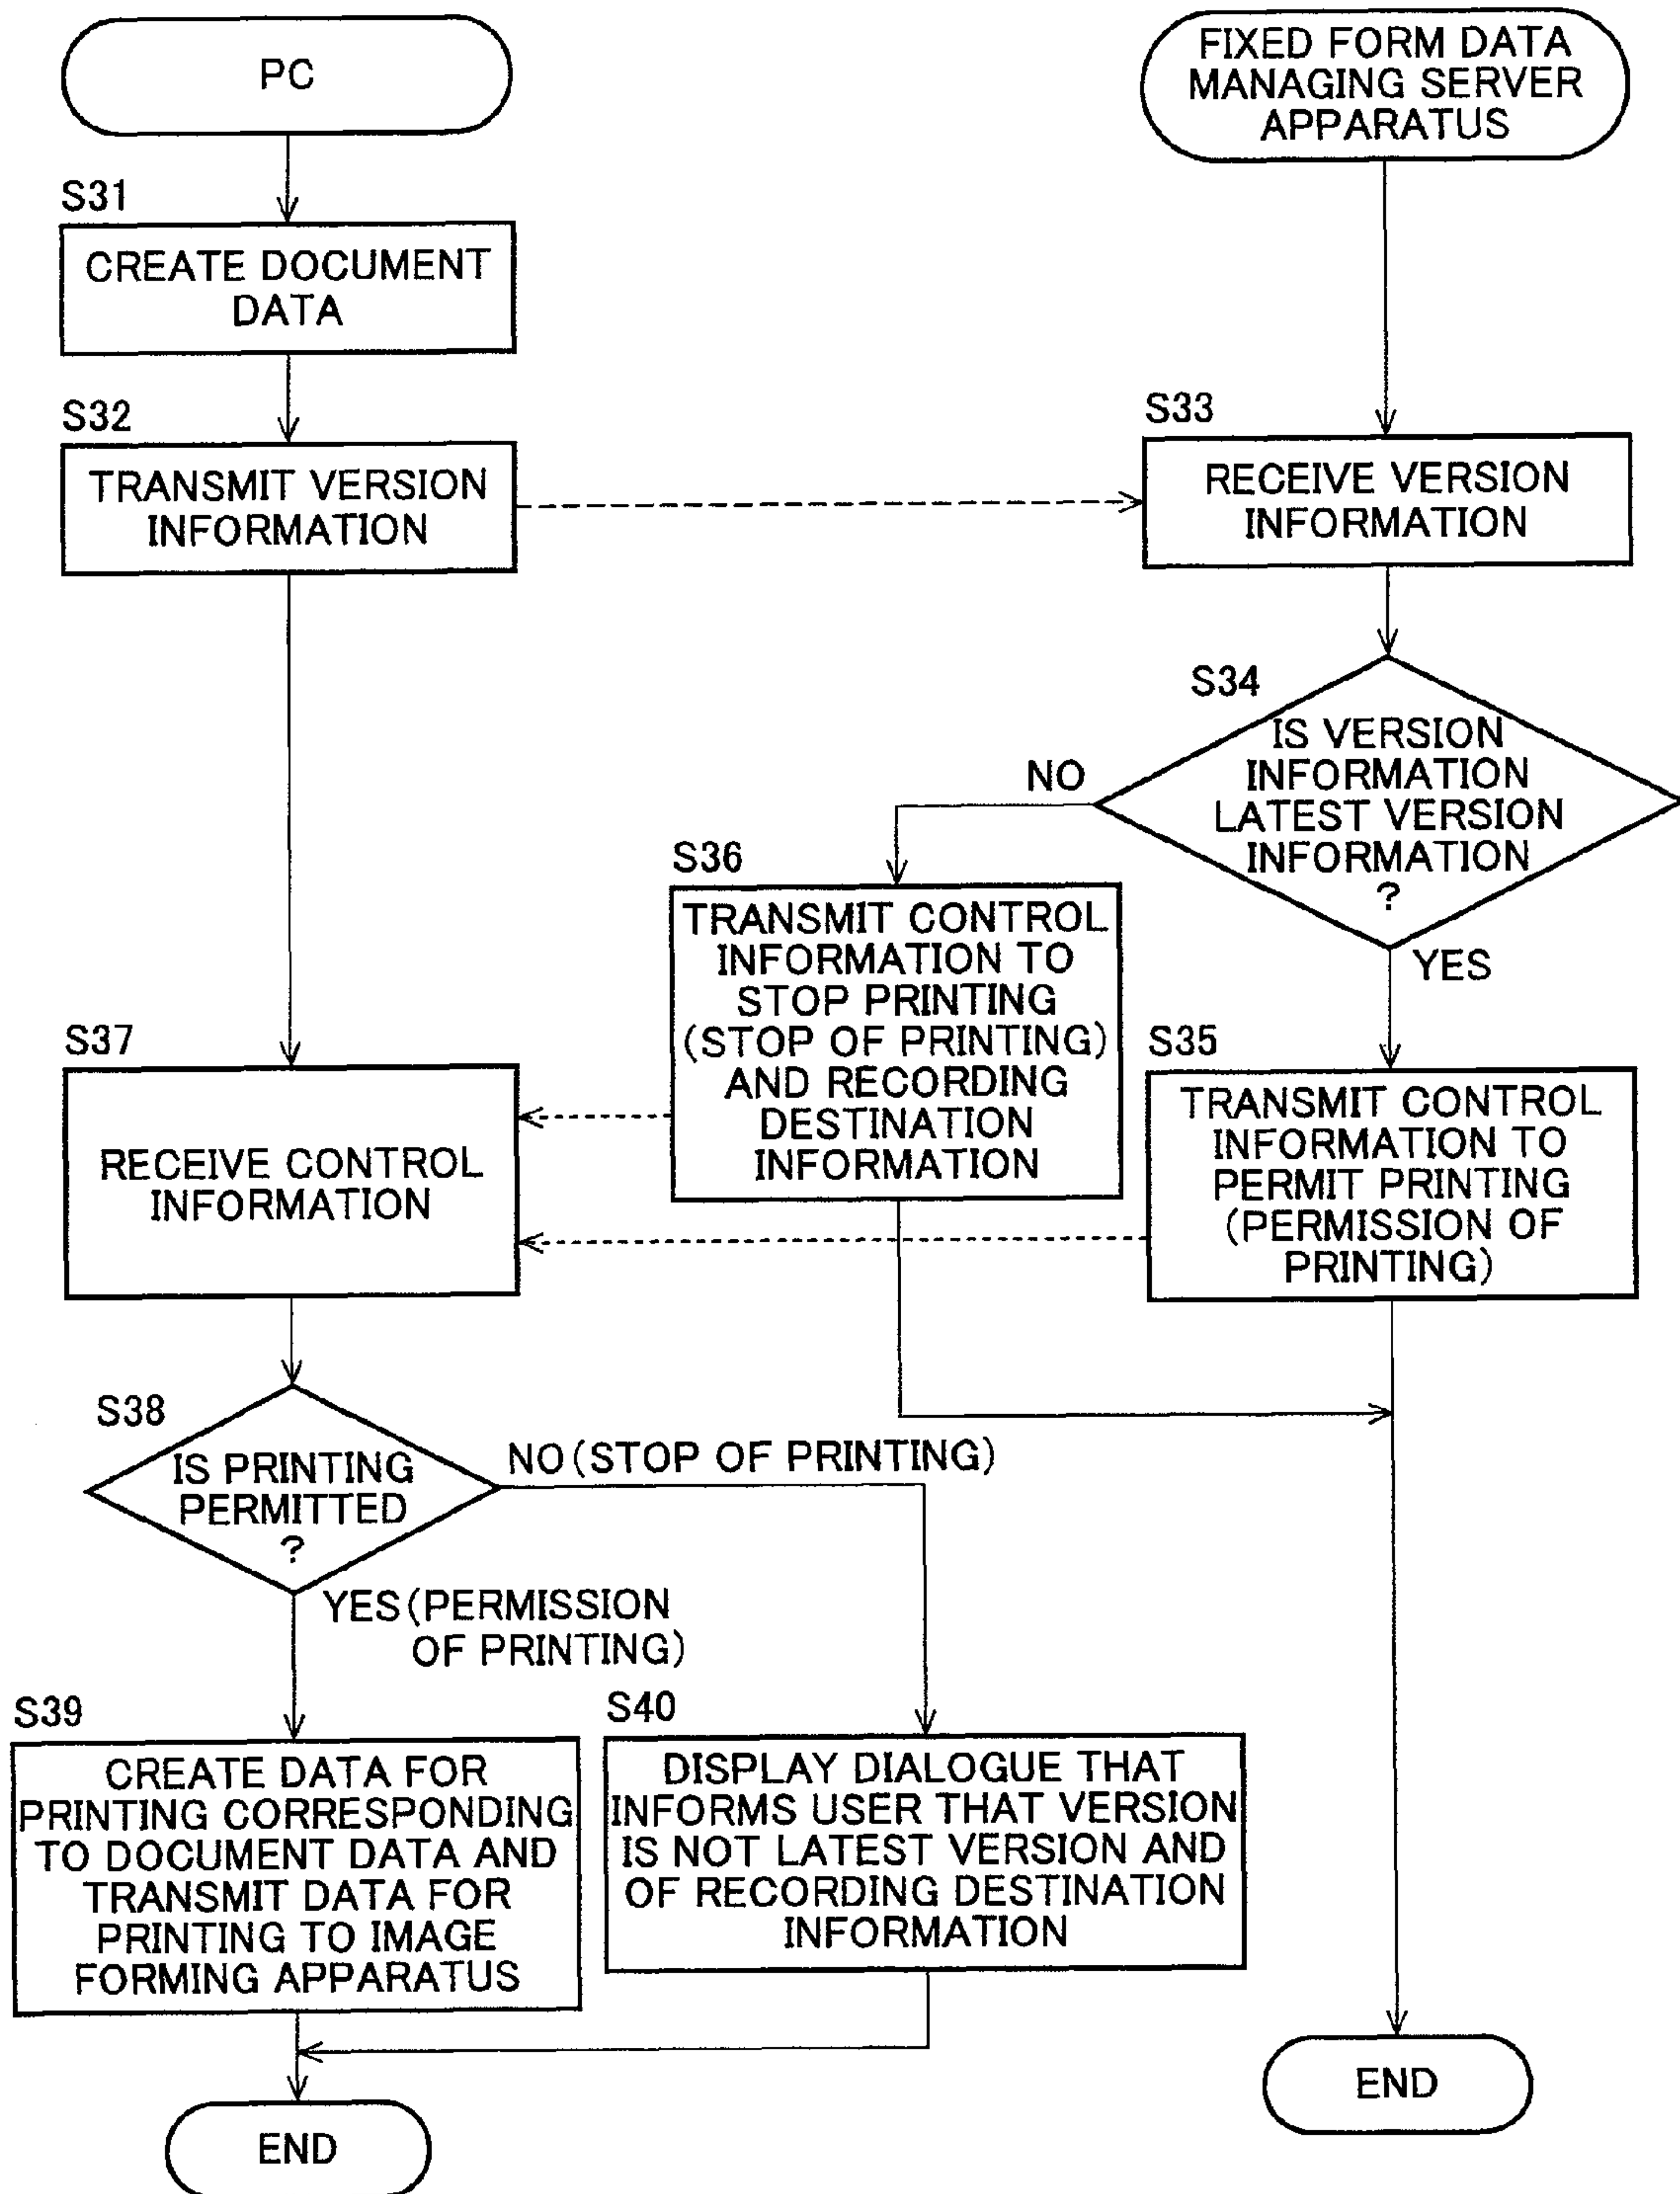 PC
FIXED FORM DATA
MANAGING SERVER
APPARATUS
S31
CREATE DOCUMENT
DATA
S32
TRANSMIT VERSION
INFORMATION
S33
RECEIVE VERSION
INFORMATION
S34
IS VERSION
INFORMATION
LATEST VERSION
INFORMATION
?
NO
YES
S36
TRANSMIT CONTROL
INFORMATION TO
STOP PRINTING
(STOP OF PRINTING)
AND RECORDING
DESTINATION
INFORMATION
S35
TRANSMIT CONTROL
INFORMATION TO
PERMIT PRINTING
(PERMISSION OF
PRINTING)
S37
RECEIVE CONTROL
INFORMATION
S38
IS PRINTING
PERMITTED
?
NO(STOP OF PRINTING)
YES(PERMISSION
OF PRINTING)
S39
CREATE DATA FOR
PRINTING CORRESPONDING
TO DOCUMENT DATA AND
TRANSMIT DATA FOR
PRINTING TO IMAGE
FORMING APPARATUS
S40
DISPLAY DIALOGUE THAT
INFORMS USER THAT VERSION
IS NOT LATEST VERSION AND
OF RECORDING DESTINATION
INFORMATION
END
END